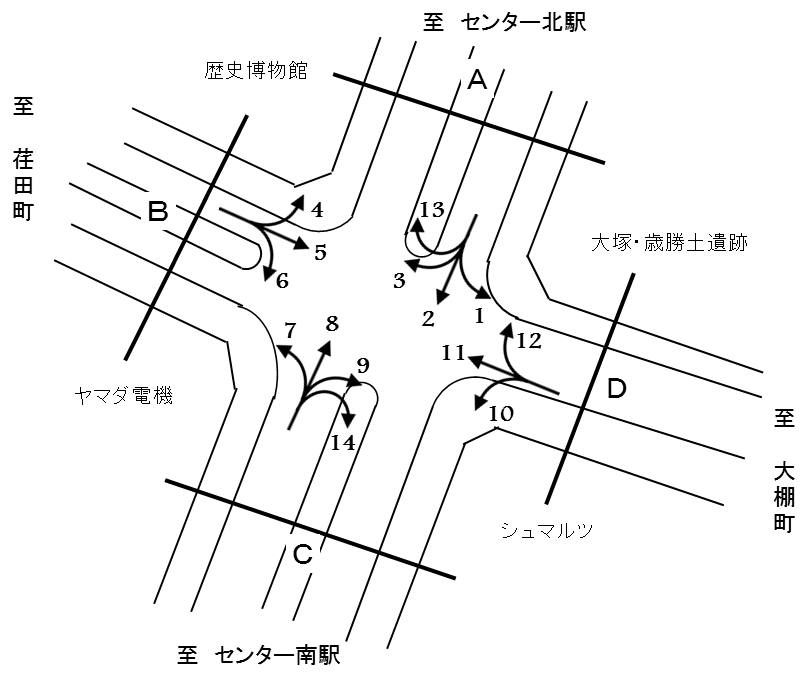 至 センター北駅
歴史博物館
A
至 荏田町
B
4
5
6
13
3
2
1
大塚・歳勝土遺跡
7
8
9
14
11
12
10
D
ヤマダ電機
至 大棚町
シュマルツ
C
至 センター南駅